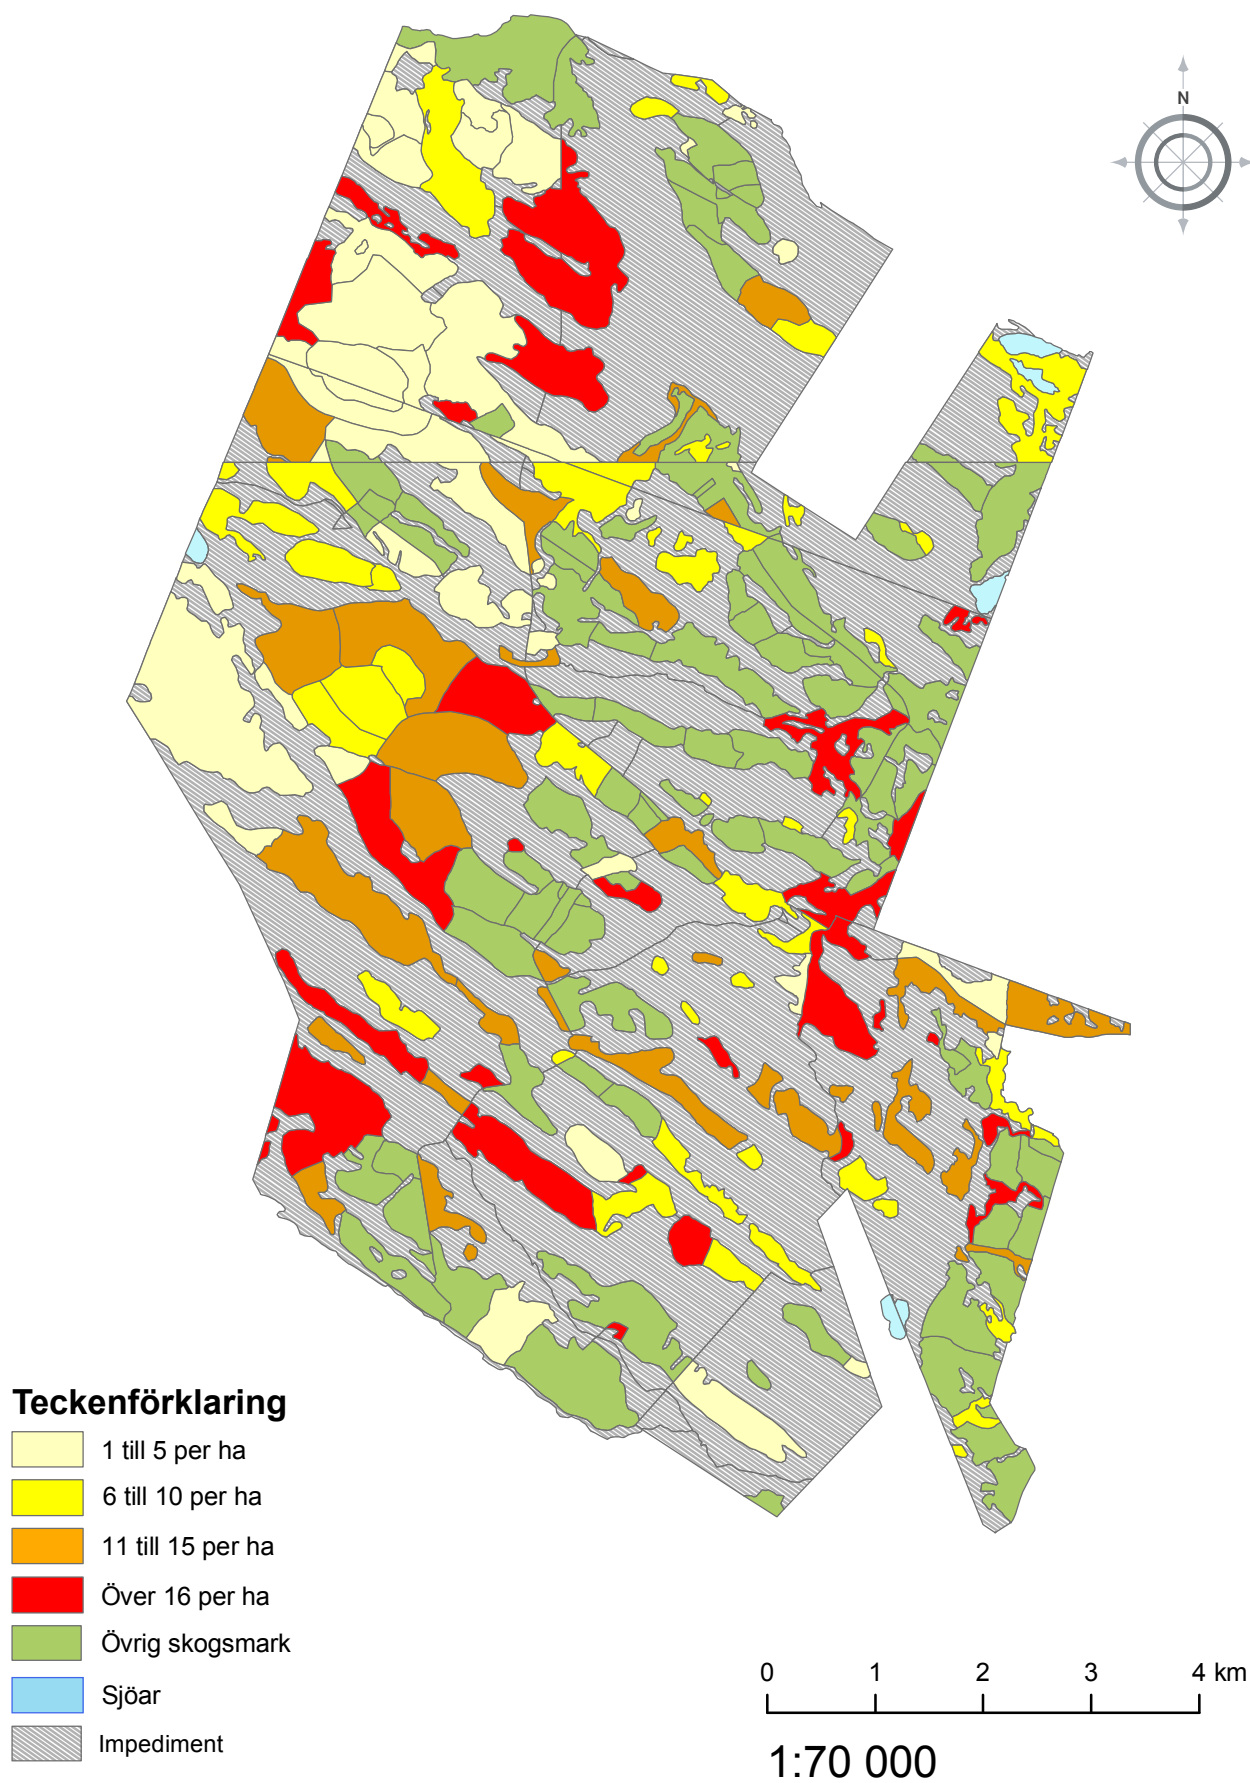 N
Teckenförklaring
1 till 5 per ha
6 till 10 per ha
11 till 15 per ha
Över 16 per ha
Övrig skogsmark
Sjöar
Impediment
0 1 2 3 4 km
1:70 000